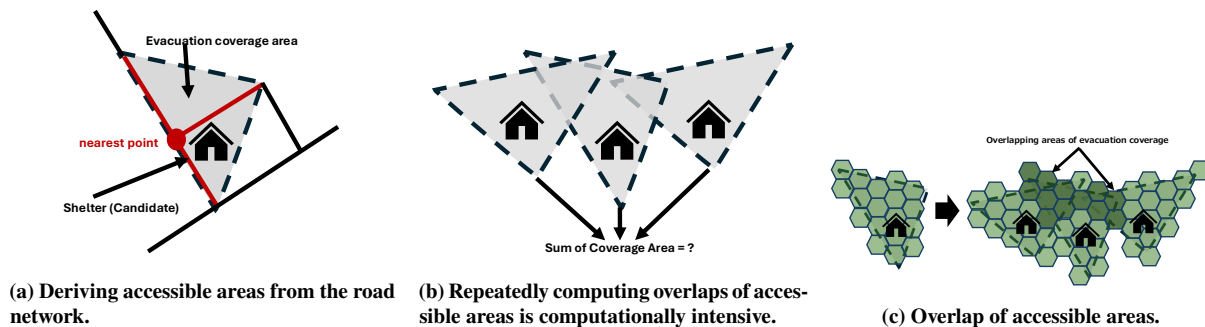 Evacuation coverage area
nearest point
Shelter (Candidate)
(a) Deriving accessible areas from the road
network.
Sum of Coverage Area = ?
(b) Repeatedly computing overlaps of acces-
sible areas is computationally intensive.
Overlapping areas of evacuation coverage
(c) Overlap of accessible areas.